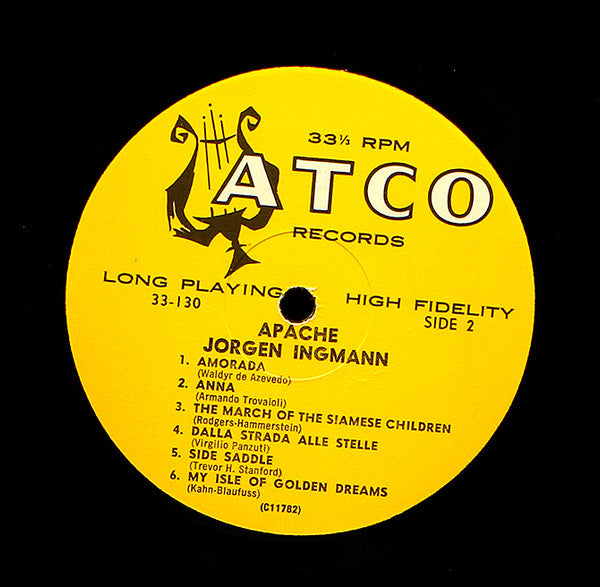 33⅓ RPM
ATCO
RECORDS
LONG PLAYING
33-130
HIGH FIDELITY
SIDE 2
APACHE
JORGEN INGMANN
1. AMORADA
(Waldyr de Azevedo)
2. ANNA
(Armando Trovaioli)
3. THE MARCH OF THE SIAMESE CHILDREN
(Rodgers-Hammerstein)
4. DALLA STRADA ALLE STELLE
(Virgilio Panzuti)
5. SIDE SADDLE
(Trevor H. Stanford)
6. MY ISLE OF GOLDEN DREAMS
(Kahn-Blaufuss)
(C11782)